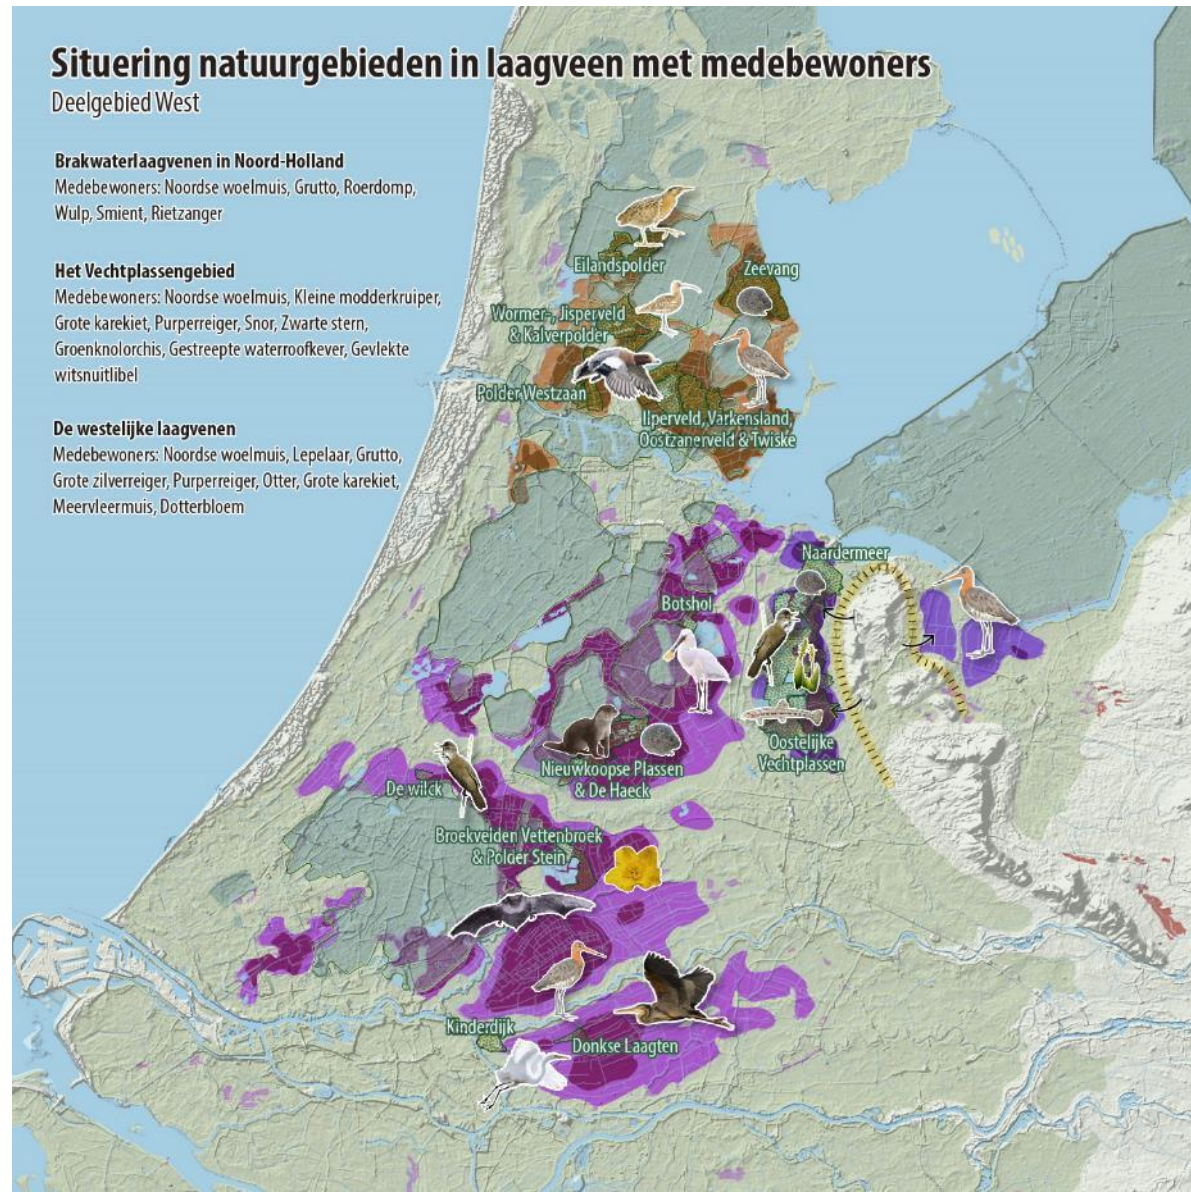 Situering natuurgebieden in laagveen met medebewoners
Deelgebied West
Brakwaterlaagvenen in Noord-Holland
Medebewoners: Noordse woelmuis, Grutto, Roerdomp,
Wulp, Smient, Rietzanger
Het Vechtplassengebied
Medebewoners: Noordse woelmuis, Kleine modderkruiper,
Grote karekiet, Purperreiger, Snor, Zwarte stern,
Groenknolorchis, Gestreepte waterroofkever, Gevlekte
witsnuitlibel
De westelijke laagvenen
Medebewoners: Noordse woelmuis, Lepelaar, Grutto,
Grote zilverreiger, Purperreiger, Otter, Grote karekiet,
Meervleermuis, Dotterbloem
Eilandspolder
Zeevang
Wormer-, Jisperveld
& Kalverpolder
Polder Westzaan
Ilperveld, Varkensland,
Oostzanerveld & Twiske
Naardermeer
Botshol
Oostelijke
Vechtplassen
Nieuwkoopse Plassen
& De Haeck
De wilck
Broekvelden Vettenbroek
& Polder Stein
Kinderdijk
Donkse Laagten